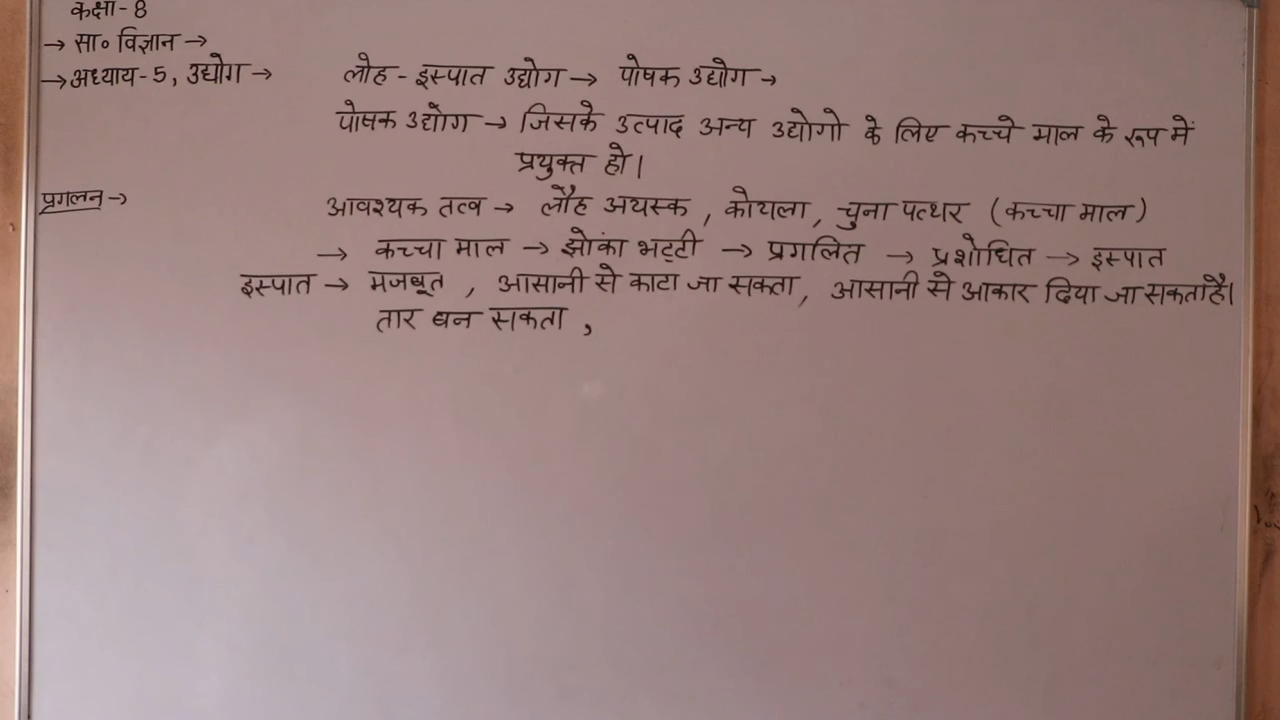 कक्षा-8
→ सा० विज्ञान →
→ अध्याय-5, उद्योग → लोह-इस्पात उद्योग → पोषक उद्योग →
पोषक उद्योग → जिसके उत्पाद अन्य उद्योगो के लिए कच्चे माल के रूप में
प्रयुक्त हो।
प्रगलन → आवश्यक तत्व → लौह अयस्क , कोयला , चुना पत्थर (कच्चा माल)
→ कच्चा माल → झोंका भट्टी → प्रगलित → प्रशोधित → इस्पात
इस्पात → मजबूत , आसानी से काटा जा सकता, आसानी से आकार दिया जा सकता है।
तार बन सकता ,